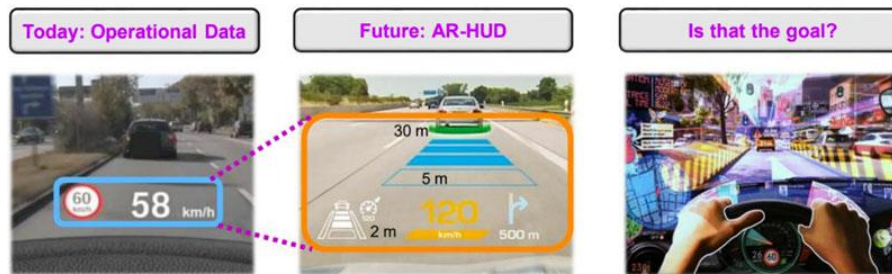 Today: Operational Data
Future: AR-HUD
Is that the goal?
60
km/h
58 km/h
30 m
5 m
120
2 m
120
km/h
500 m
60